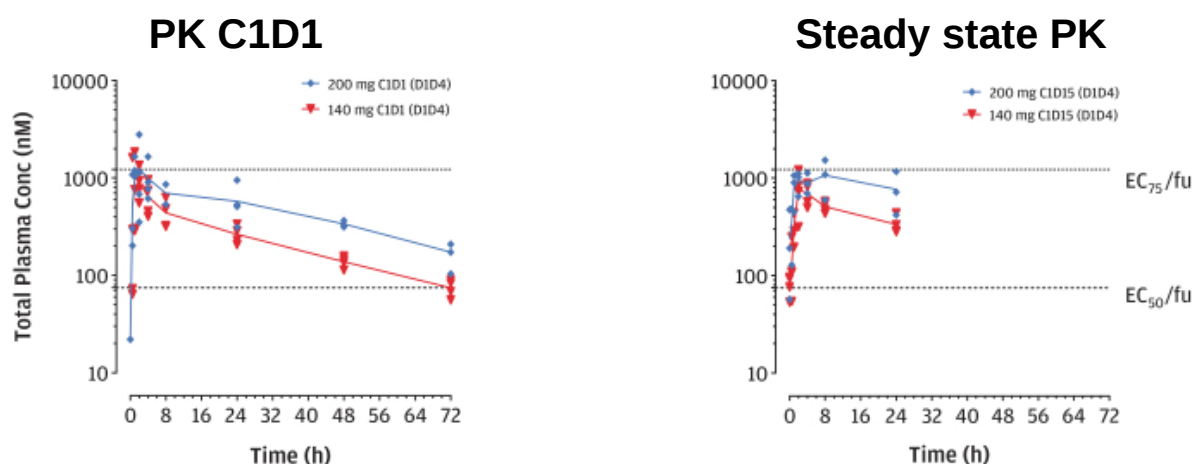 PK C1D1
Steady state PK
200 mg C1D1 (D1D4)
140 mg C1D1 (D1D4)
Total Plasma Conc (nM)
10000
1000
100
10
0 8 16 24 32 40 48 56 64 72
Time (h)
200 mg C1D15 (D1D4)
140 mg C1D15 (D1D4)
10000
1000
100
10
EC75/fu
EC50/fu
0 8 16 24 32 40 48 56 64 72
Time (h)